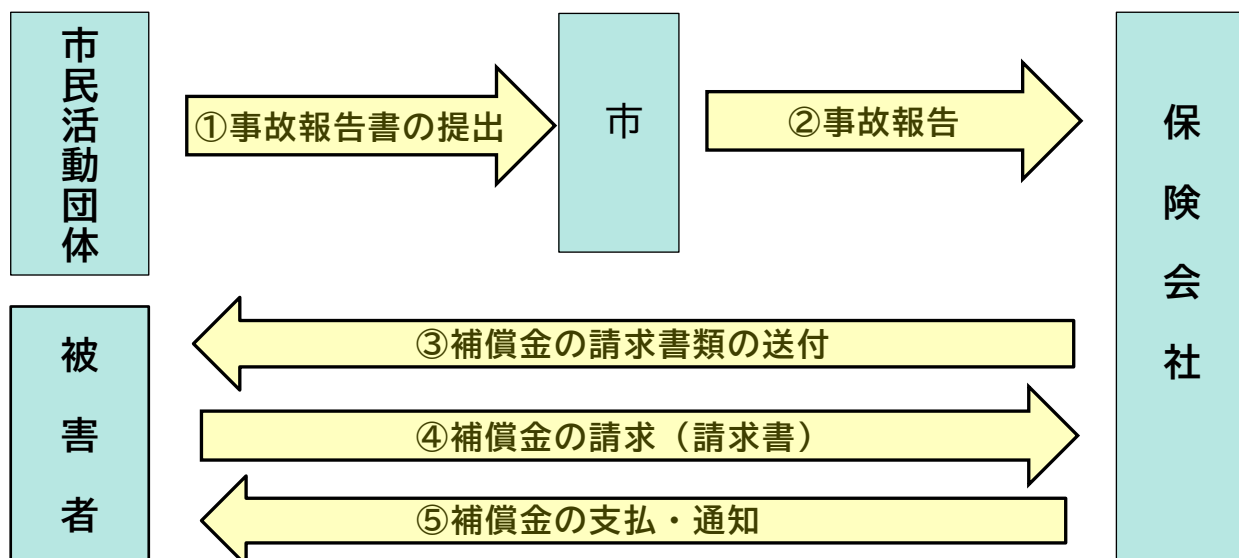 市民活動団体
①事故報告書の提出
市
②事故報告
保険会社
被害者
③補償金の請求書類の送付
④補償金の請求（請求書）
⑤補償金の支払・通知